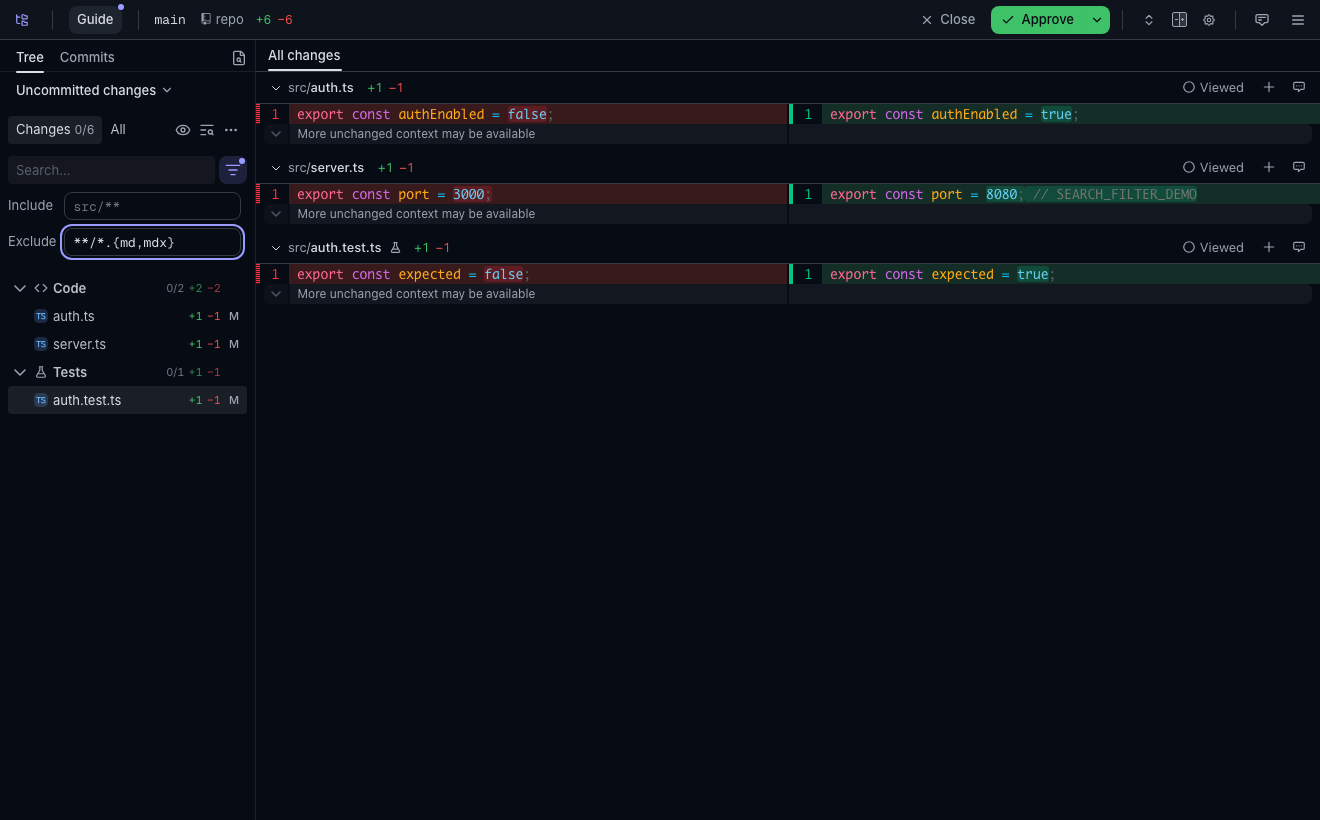 Guide main repo +6 −6 Close Approve
Tree Commits
All changes
Uncommitted changes
Changes 0/6 All
Search...
Include src/**
Exclude **/*.{md,mdx}
Code 0/2 +2 −2
TS auth.ts +1 −1 M
TS server.ts +1 −1 M
Tests 0/1 +1 −1
TS auth.test.ts +1 −1 M
src/auth.ts +1 −1 Viewed
1 export const authEnabled = false; 1 export const authEnabled = true;
More unchanged context may be available
src/server.ts +1 −1 Viewed
1 export const port = 3000; 1 export const port = 8080; // SEARCH_FILTER_DEMO
More unchanged context may be available
src/auth.test.ts +1 −1 Viewed
1 export const expected = false; 1 export const expected = true;
More unchanged context may be available